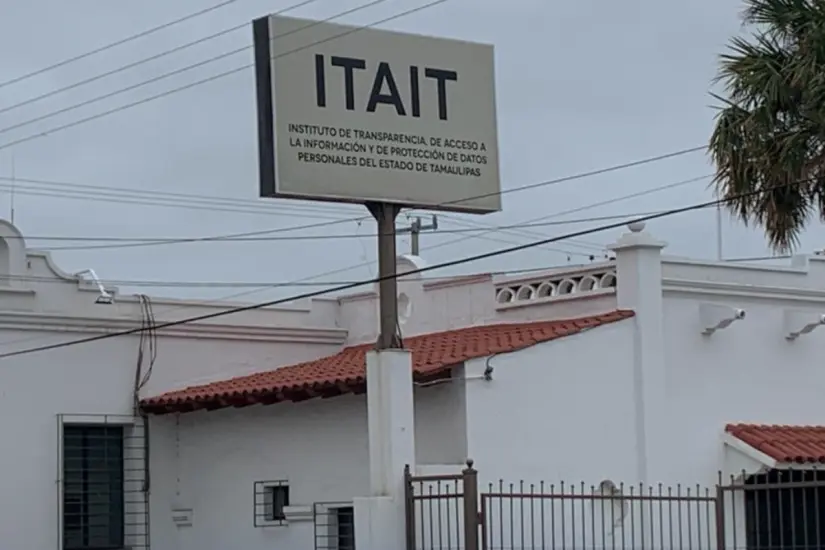 ITAIT
INSTITUTO DE TRANSPARENCIA, DE ACCESO A
LA INFORMACIÓN Y DE PROTECCIÓN DE DATOS
PERSONALES DEL ESTADO DE TAMAULIPAS